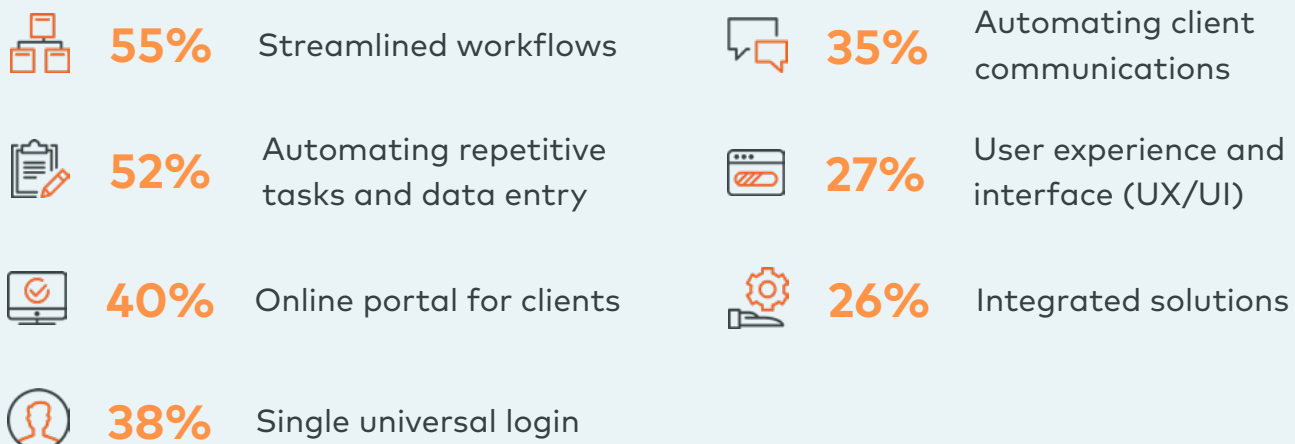 55% Streamlined workflows
52% Automating repetitive
tasks and data entry
40% Online portal for clients
38% Single universal login
35% Automating client
communications
27% User experience and
interface (UX/UI)
26% Integrated solutions